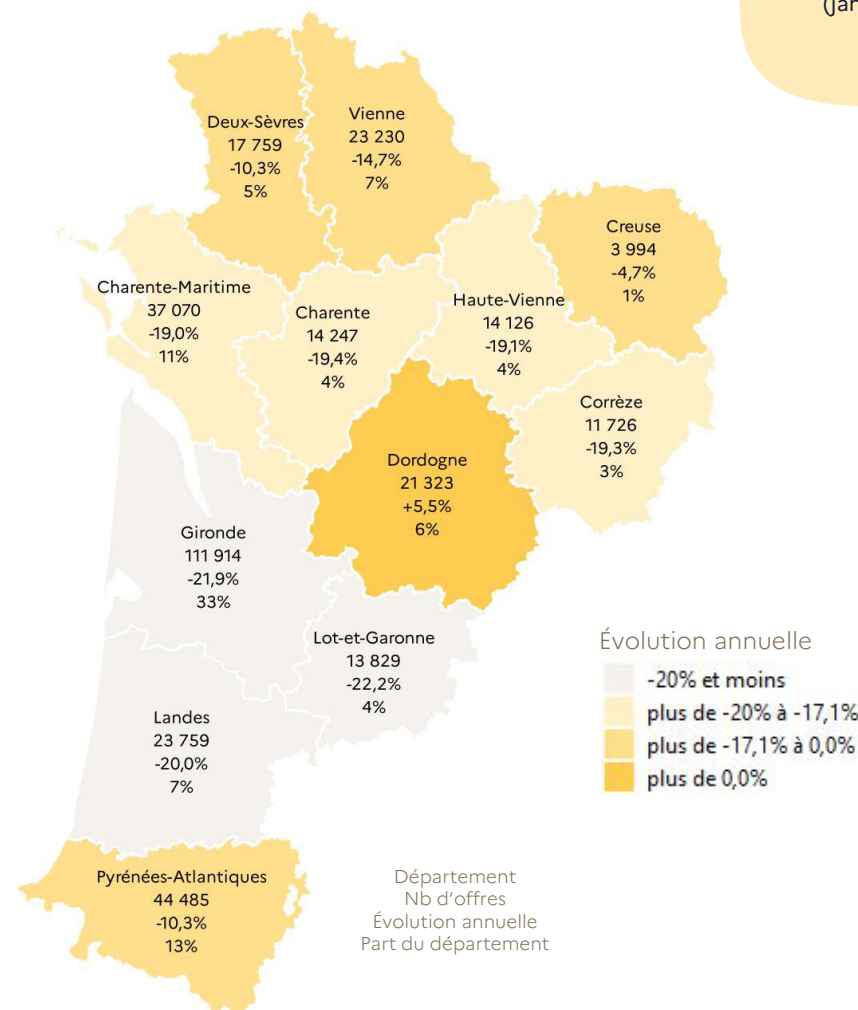 (jan
Deux-Sèvres
17 759
-10,3%
5%
Vienne
23 230
-14,7%
7%
Creuse
3 994
-4,7%
1%
Charente-Maritime
37 070
-19,0%
11%
Charente
14 247
-19,4%
4%
Haute-Vienne
14 126
-19,1%
4%
Corrèze
11 726
-19,3%
3%
Dordogne
21 323
+5,5%
6%
Gironde
111 914
-21,9%
33%
Lot-et-Garonne
13 829
-22,2%
4%
Landes
23 759
-20,0%
7%
Pyrénées-Atlantiques
44 485
-10,3%
13%
Évolution annuelle
-20% et moins
plus de -20% à -17,1%
plus de -17,1% à 0,0%
plus de 0,0%
Département
Nb d'offres
Évolution annuelle
Part du département